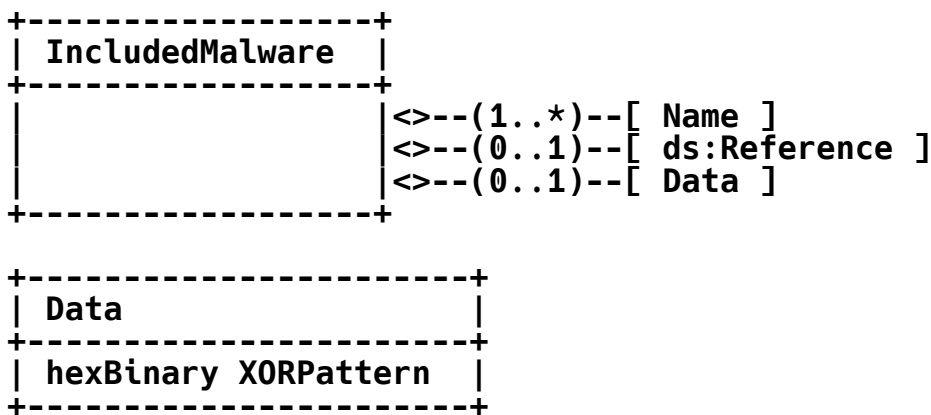 +------------------+
| IncludedMalware  |
+------------------+
|                  |<>--(1..*)--[ Name ]
|                  |<>--(0..1)--[ ds:Reference ]
|                  |<>--(0..1)--[ Data ]
+------------------+

+-----------------------+
| Data                  |
+-----------------------+
| hexBinary XORPattern  |
+-----------------------+